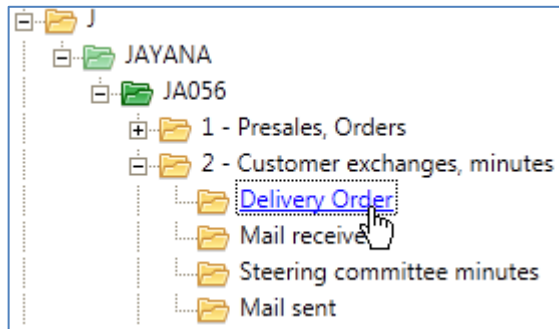 J
JAYANA
JA056
1 - Presales, Orders
2 - Customer exchanges, minutes
Delivery Order
Mail receive
Steering committee minutes
Mail sent